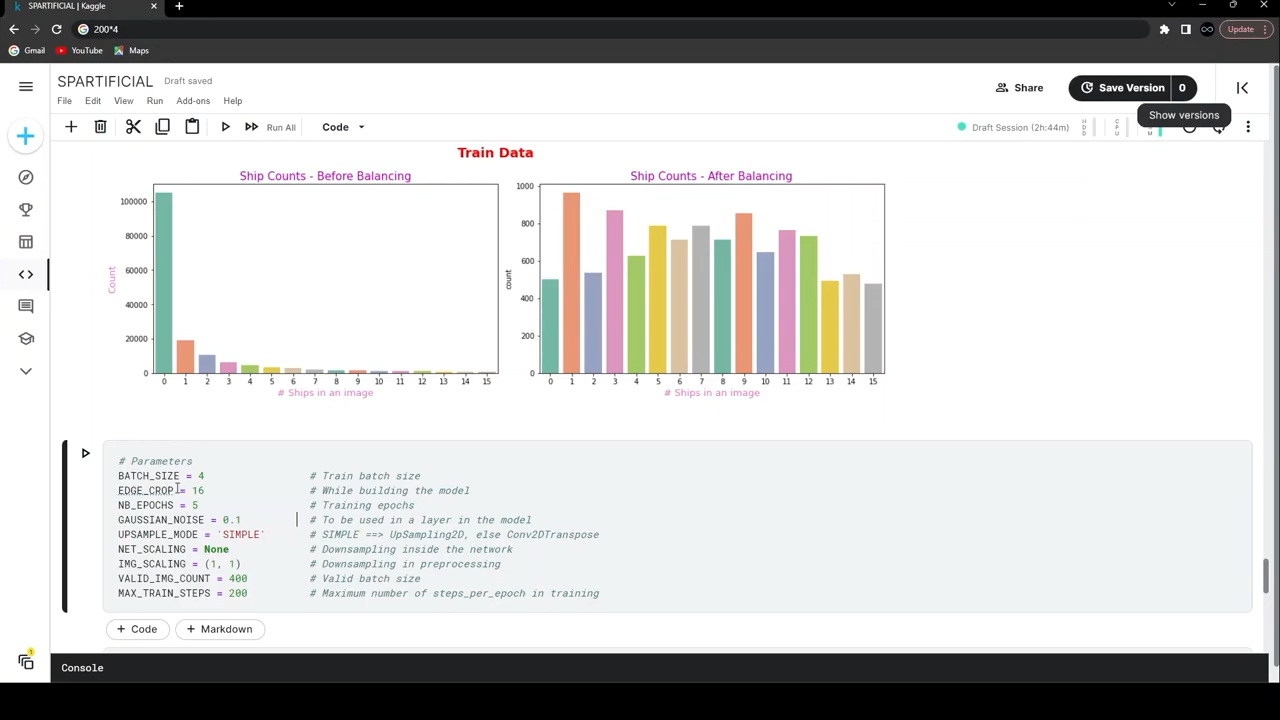 SPARTIFICIAL | Kaggle
200*4
Update
Gmail YouTube Maps
SPARTIFICIAL Draft saved
File Edit View Run Add-ons Help
Share
Save Version 0
Show versions
Run All Code
Draft Session (2h:44m)
Train Data
Ship Counts - Before Balancing
Count
100000
80000
60000
40000
20000
0
0 1 2 3 4 5 6 7 8 9 10 11 12 13 14 15
# Ships in an image
Ship Counts - After Balancing
count
1000
800
600
400
200
0
0 1 2 3 4 5 6 7 8 9 10 11 12 13 14 15
# Ships in an image
# Parameters
BATCH_SIZE = 4 # Train batch size
EDGE_CROP = 16 # While building the model
NB_EPOCHS = 5 # Training epochs
GAUSSIAN_NOISE = 0.1 # To be used in a layer in the model
UPSAMPLE_MODE = 'SIMPLE' # SIMPLE ==> UpSampling2D, else Conv2DTranspose
NET_SCALING = None # Downsampling inside the network
IMG_SCALING = (1, 1) # Downsampling in preprocessing
VALID_IMG_COUNT = 400 # Valid batch size
MAX_TRAIN_STEPS = 200 # Maximum number of steps_per_epoch in training
+ Code + Markdown
1
Console